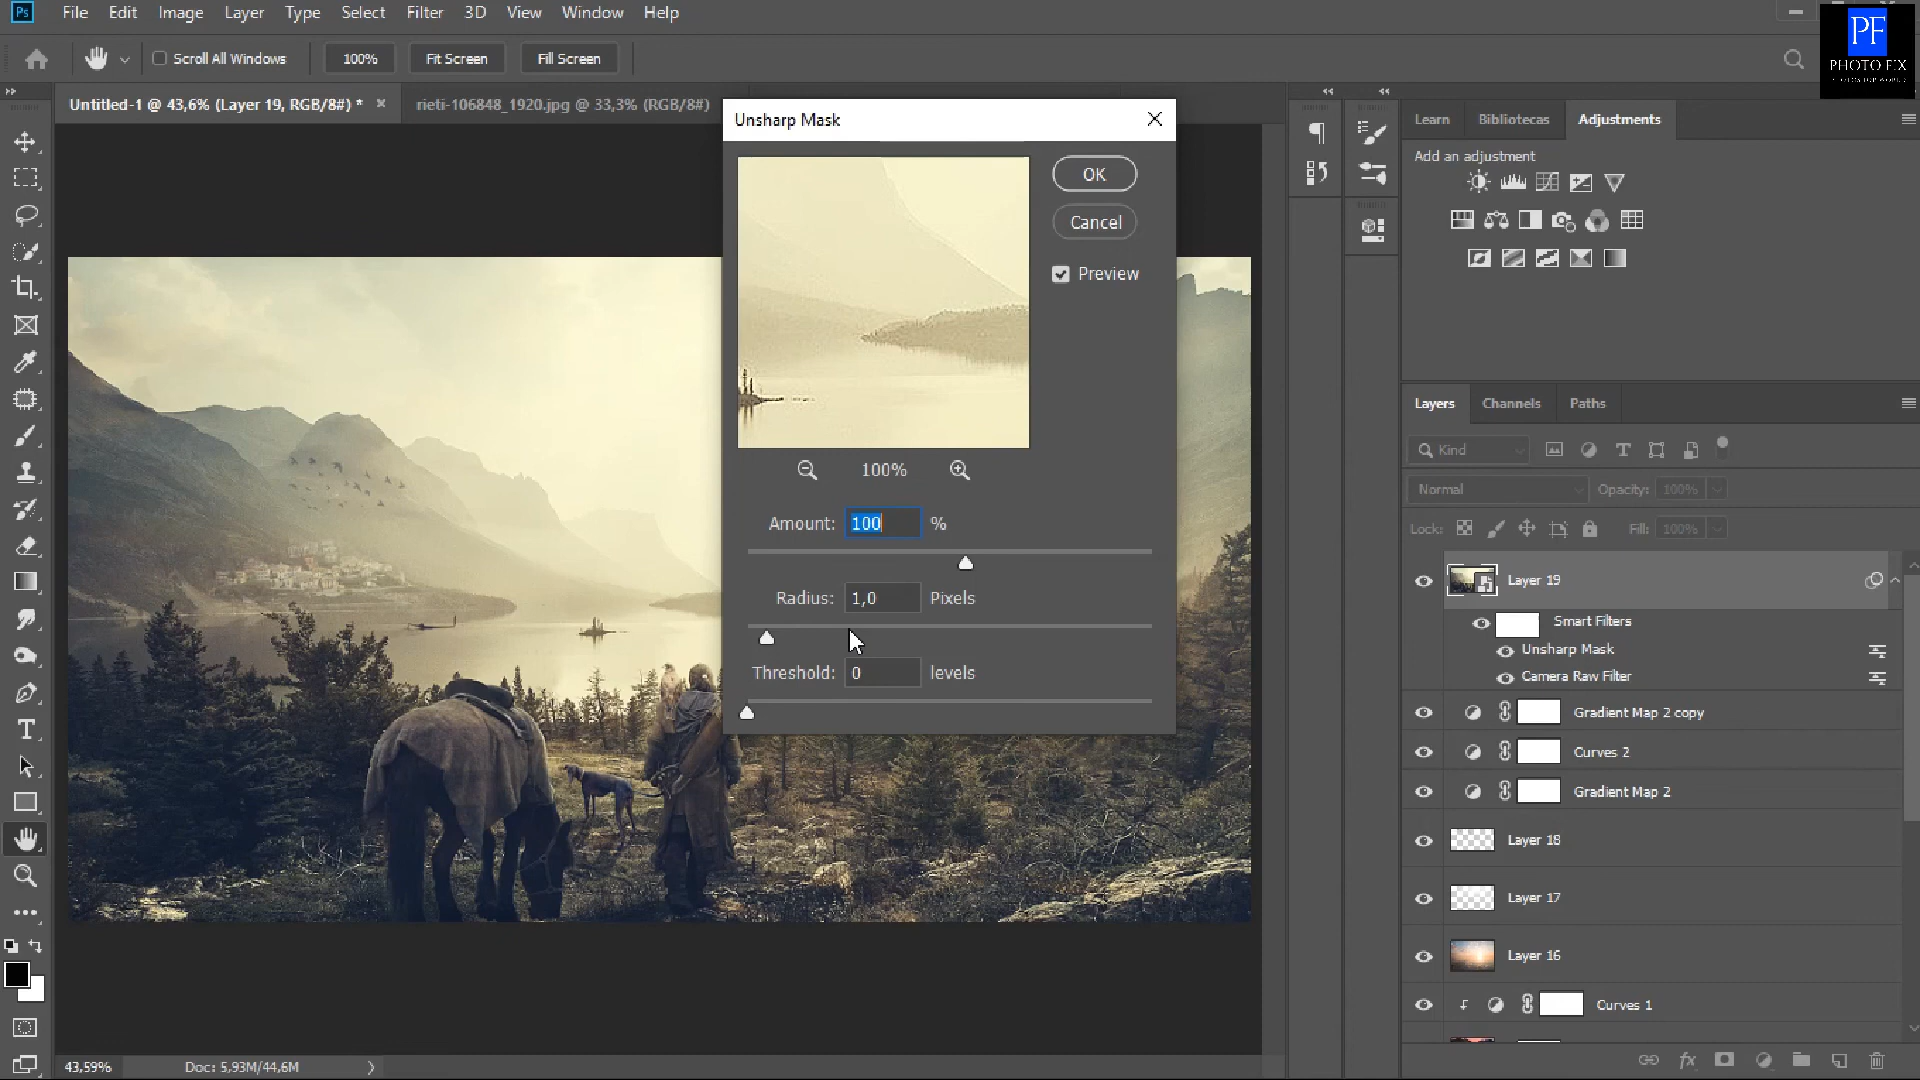 Ps File Edit Image Layer Type Select Filter 3D View Window Help
Scroll All Windows 100% Fit Screen Fill Screen
PF
PHOTO FIX
Untitled-1 @ 43,6% (Layer 19, RGB/8#) * × rieti-106848_1920.jpg @ 33,3% (RGB/8#)
Unsharp Mask
OK
Cancel
Preview
100%
Amount: 100 %
Radius: 1,0 Pixels
Threshold: 0 levels
Learn Bibliotecas Adjustments
Add an adjustment
Layers Channels Paths
Kind
Normal Opacity: 100%
Lock: Fill: 100%
Layer 19
Smart Filters
Unsharp Mask
Camera Raw Filter
Gradient Map 2 copy
Curves 2
Gradient Map 2
Layer 18
Layer 17
Layer 16
Curves 1
fx
43,59% Doc: 5,93M/44,6M